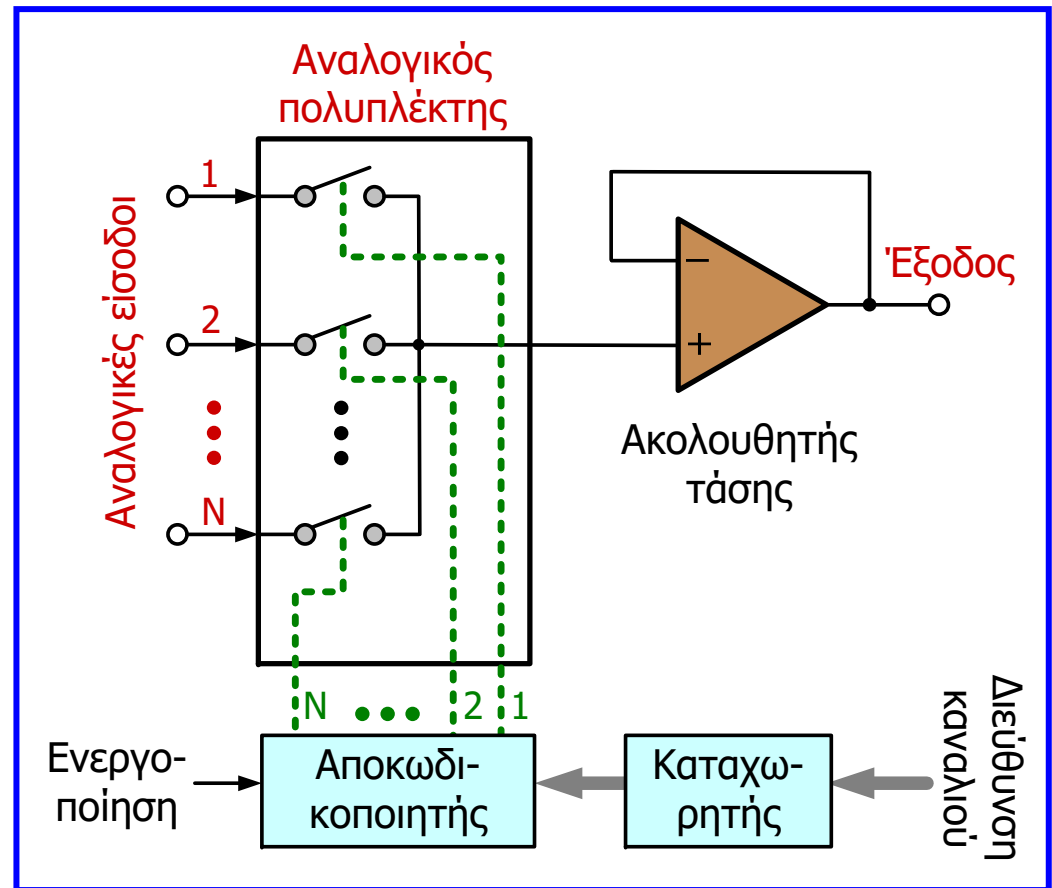 Αναλογικός
πολυπλέκτης
Αναλογικές είσοδοι
1
2
N
−
+
Έξοδος
Ακολουθητής
τάσης
N
2
1
Ενεργο-
ποίηση
Αποκωδι-
κοποιητής
Καταχω-
ρητής
Διεύθυνση
καναλιού